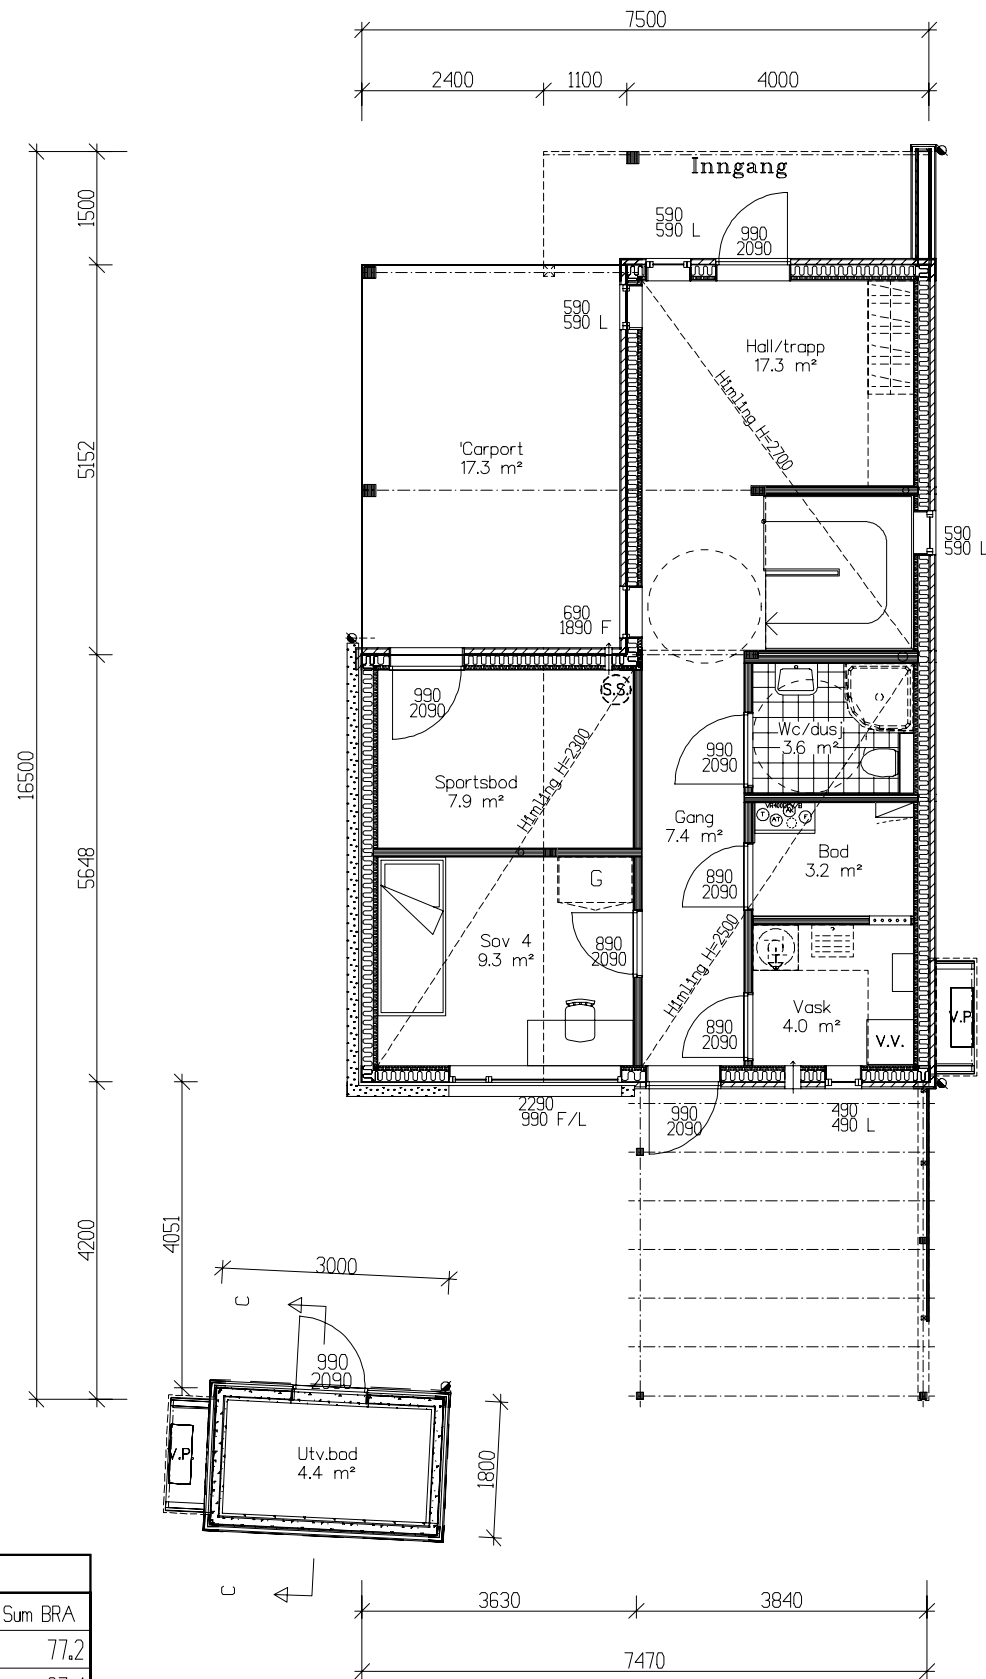 7500
2400
1100
4000
Inngang
1500
590
590 L
990
2090
590
590 L
Hall/trapp
17.3 m²
Himling H=2700
'Carport
17.3 m²
5152
590
590 L
690
1890 F
990
2090
S.S.
Wc/dusj
3.6 m²
990
2090
Himling H=2300
Sportsbod
7.9 m²
16500
Gang
7.4 m²
T
AT
AK
F
Bod
3.2 m²
5648
G
890
2090
Sov 4
9.3 m²
890
2090
Himling H=2500
T
Vask
4.0 m²
890
2090
V.V.
V.P.
2290
990 F/L
990
2090
490
490 L
4200
4051
3000
C
990
2090
V.P.
Utv.bod
4.4 m²
1800
C
3630
3840
7470
Sum BRA
77.2